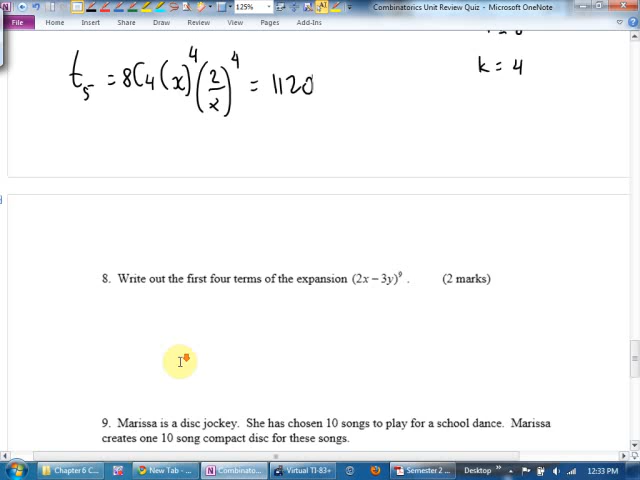 Combinatorics Unit Review Quiz - Microsoft OneNote
125%
File Home Insert Share Draw Review View Page Setup Add-Ins
t₅ = 8C4 (x)⁴ (2/x)⁴ = 1120
k = 4
8. Write out the first four terms of the expansion (2x − 3y)⁹ . (2 marks)
9. Marissa is a disc jockey. She has chosen 10 songs to play for a school dance. Marissa
creates one 10 song compact disc for these songs.
Chapter 6 C... New Tab - ... Combinato... Virtual TI-83+ Semester 2 ... Desktop » 12:33 PM